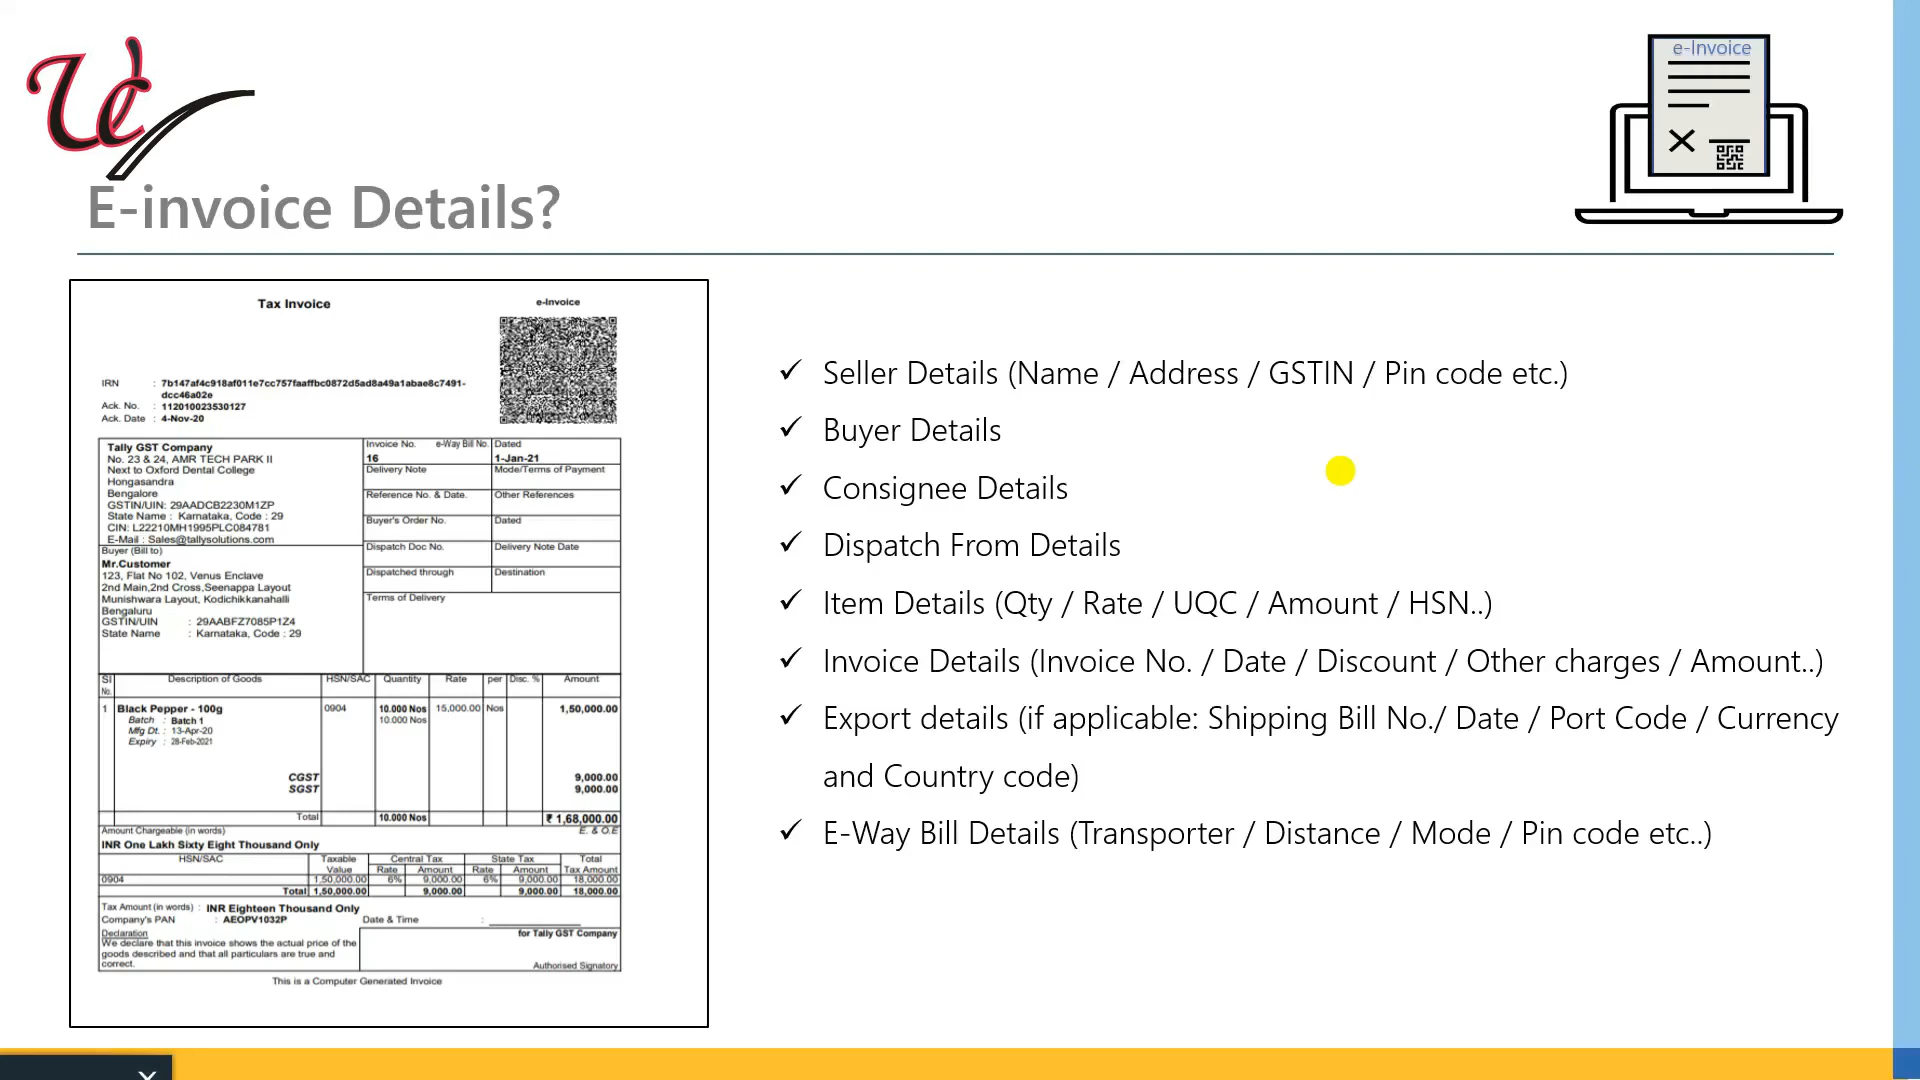 Uc
e-Invoice
E-invoice Details?
Tax Invoice
e-Invoice
IRN : 7b147af4c918af011e7cc757faaffbc0872d5ad8a49a1abae8c7491-
dcc46a02e
Ack. No. : 112010023530127
Ack. Date : 4-Nov-20
Tally GST Company
No. 23 & 24, AMR TECH PARK II
Next to Oxford Dental College
Hongasandra
Bengalore
GSTIN/UIN: 29AADCB2230M1ZP
State Name : Karnataka, Code : 29
CIN: L22210MH1995PLC084781
E-Mail : Sales@tallysolutions.com
Buyer (Bill to)
Mr.Customer
123, Flat No 102, Venus Enclave
2nd Main,2nd Cross,Seenappa Layout
Munishwara Layout, Kodichikkanahalli
Bengaluru
GSTIN/UIN : 29AABFZ7085P1Z4
State Name : Karnataka, Code : 29
Invoice No. e-Way Bill No. Dated
16 1-Jan-21
Delivery Note Mode/Terms of Payment
Reference No. & Date. Other References
Buyer's Order No. Dated
Dispatch Doc No. Delivery Note Date
Dispatched through Destination
Terms of Delivery
Sl No. Description of Goods HSN/SAC Quantity Rate per Disc. % Amount
1 Black Pepper - 100g 0904 10.000 Nos 15,000.00 Nos 1,50,000.00
Batch : Batch 1 10.000 Nos
Mfg Dt. : 13-Apr-20
Expiry : 28-Feb-2021
CGST 9,000.00
SGST 9,000.00
Total 10.000 Nos ₹ 1,68,000.00
Amount Chargeable (in words) E. & O.E
INR One Lakh Sixty Eight Thousand Only
HSN/SAC Taxable Central Tax State Tax Total
Value Rate Amount Rate Amount Tax Amount
0904 1,50,000.00 6% 9,000.00 6% 9,000.00 18,000.00
Total 1,50,000.00 9,000.00 9,000.00 18,000.00
Tax Amount (in words) : INR Eighteen Thousand Only
Company's PAN : AEOPV1032P Date & Time :
Declaration
We declare that this invoice shows the actual price of the
goods described and that all particulars are true and
correct.
for Tally GST Company
Authorised Signatory
This is a Computer Generated Invoice
Seller Details (Name / Address / GSTIN / Pin code etc.)
Buyer Details
Consignee Details
Dispatch From Details
Item Details (Qty / Rate / UQC / Amount / HSN..)
Invoice Details (Invoice No. / Date / Discount / Other charges / Amount..)
Export details (if applicable: Shipping Bill No./ Date / Port Code / Currency
and Country code)
E-Way Bill Details (Transporter / Distance / Mode / Pin code etc..)